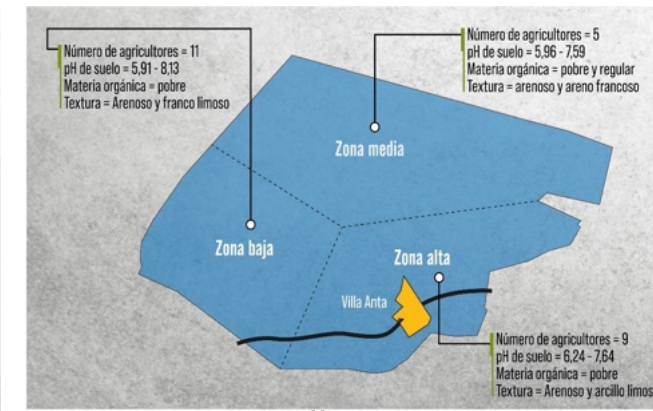 Número de agricultores = 11
pH de suelo = 5,91 - 8,13
Materia orgánica = pobre
Textura = Arenoso y franco limoso
Número de agricultores = 5
pH de suelo = 5,96 - 7,59
Materia orgánica = pobre y regular
Textura = arenoso y areno francoso
Zona media
Zona baja
Zona alta
Villa Anta
Número de agricultores = 9
pH de suelo = 6,24 - 7,64
Materia orgánica = pobre
Textura = Arenoso y arcillo limos